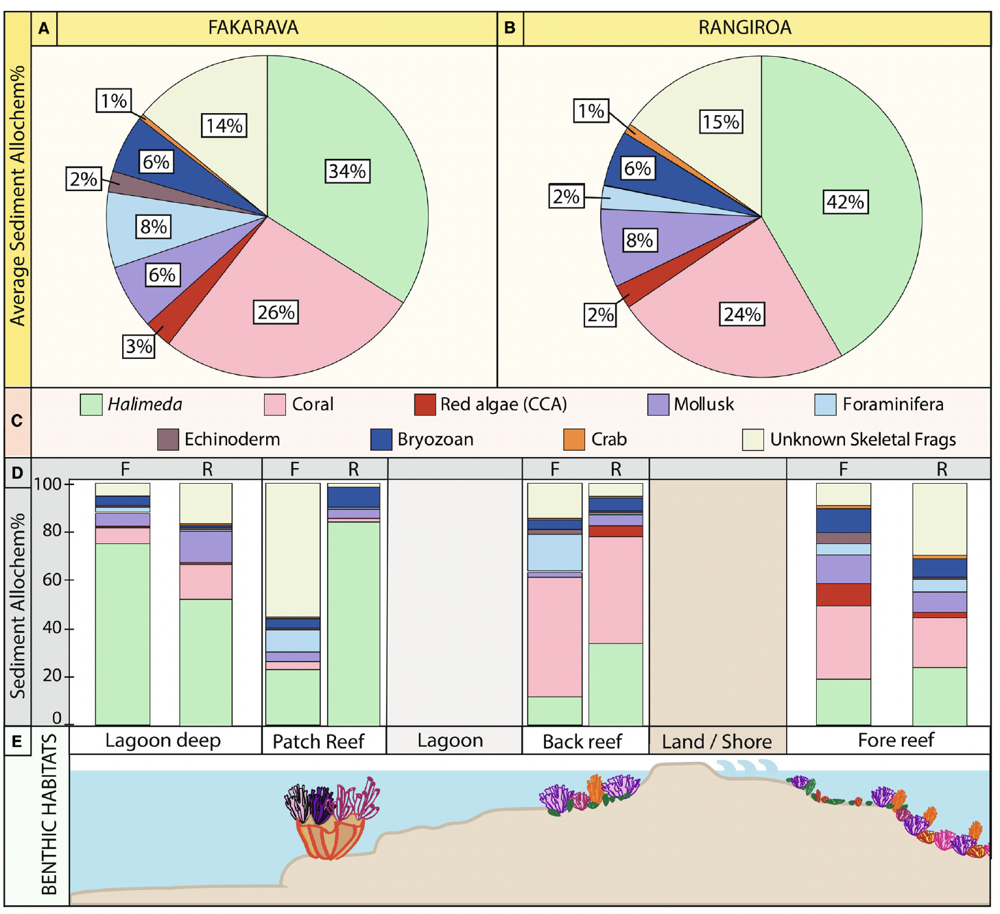 A FAKARAVA B RANGIROA
Average Sediment Allochem%
1%
14%
34%
6%
2%
8%
6%
26%
3%
1%
15%
6%
42%
2%
8%
24%
2%
C
Halimeda Coral Red algae (CCA) Mollusk Foraminifera
Echinoderm Bryozoan Crab Unknown Skeletal Frags
D F R F R F R F R
Sediment Allochem%
100
80
60
40
20
0
E Lagoon deep Patch Reef Lagoon Back reef Land / Shore Fore reef
BENTHIC HABITATS